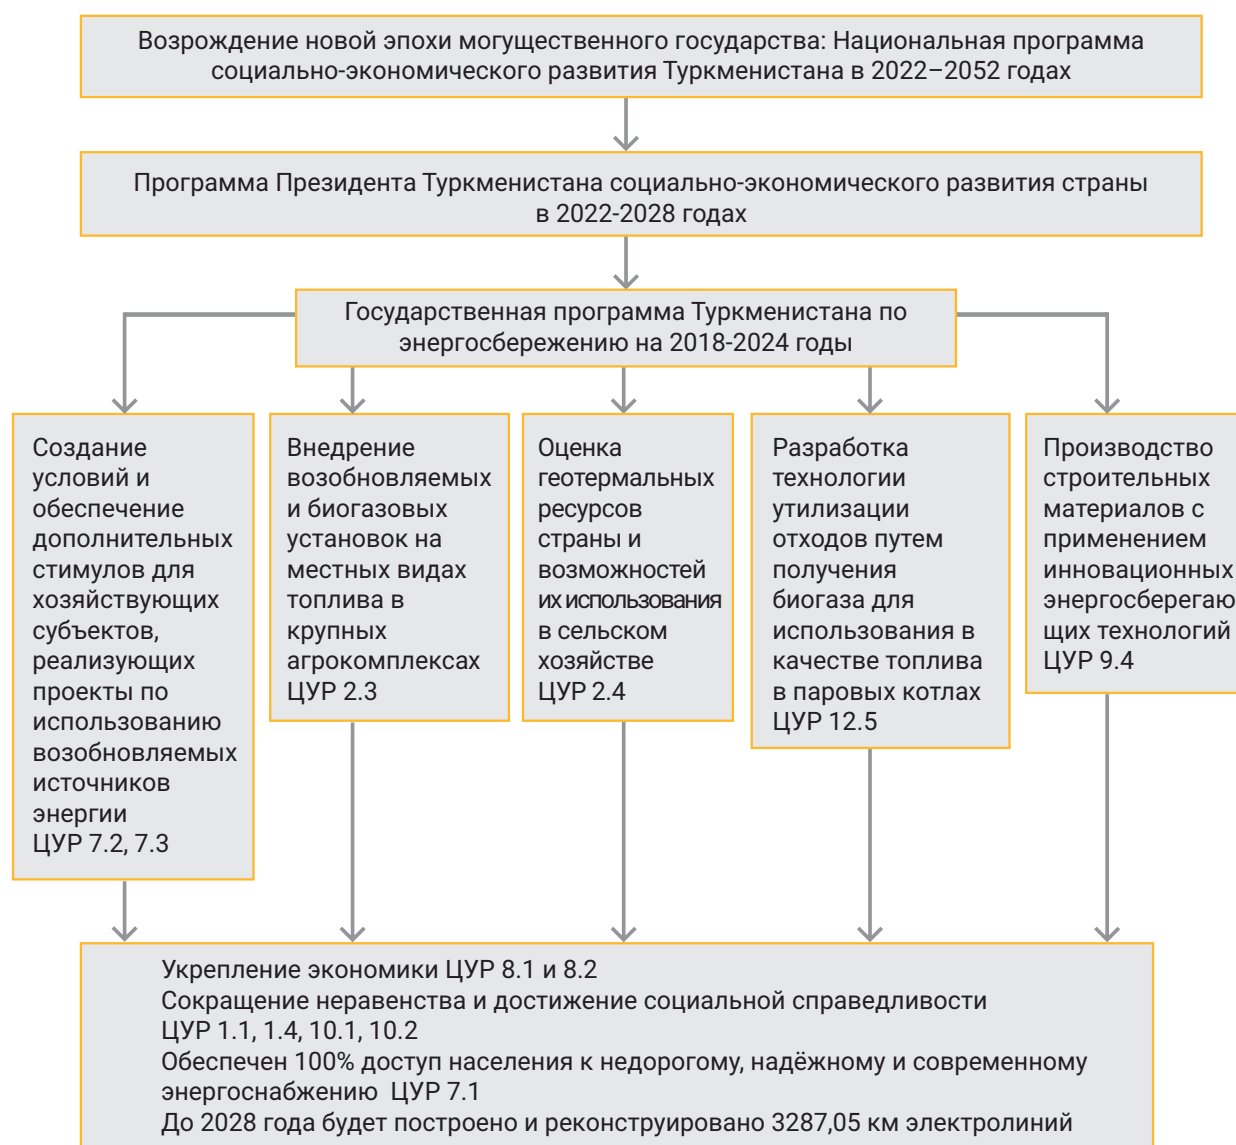 Возрождение новой эпохи могущественного государства: Национальная программа
социально-экономического развития Туркменистана в 2022–2052 годах
Программа Президента Туркменистана социально-экономического развития страны
в 2022-2028 годах
Государственная программа Туркменистана по
энергосбережению на 2018-2024 годы
Создание
условий и
обеспечение
дополнительных
стимулов для
хозяйствующих
субъектов,
реализующих
проекты по
использованию
возобновляемых
источников
энергии
ЦУР 7.2, 7.3
Внедрение
возобновляемых
и биогазовых
установок на
местных видах
топлива в
крупных
агрокомплексах
ЦУР 2.3
Оценка
геотермальных
ресурсов
страны и
возможностей
их использования
в сельском
хозяйстве
ЦУР 2.4
Разработка
технологии
утилизации
отходов путем
получения
биогаза для
использования в
качестве топлива
в паровых котлах
ЦУР 12.5
Производство
строительных
материалов с
применением
инновационных
энергосберегаю
щих технологий
ЦУР 9.4
Укрепление экономики ЦУР 8.1 и 8.2
Сокращение неравенства и достижение социальной справедливости
ЦУР 1.1, 1.4, 10.1, 10.2
Обеспечен 100% доступ населения к недорогому, надёжному и современному
энергоснабжению ЦУР 7.1
До 2028 года будет построено и реконструировано 3287,05 км электролиний